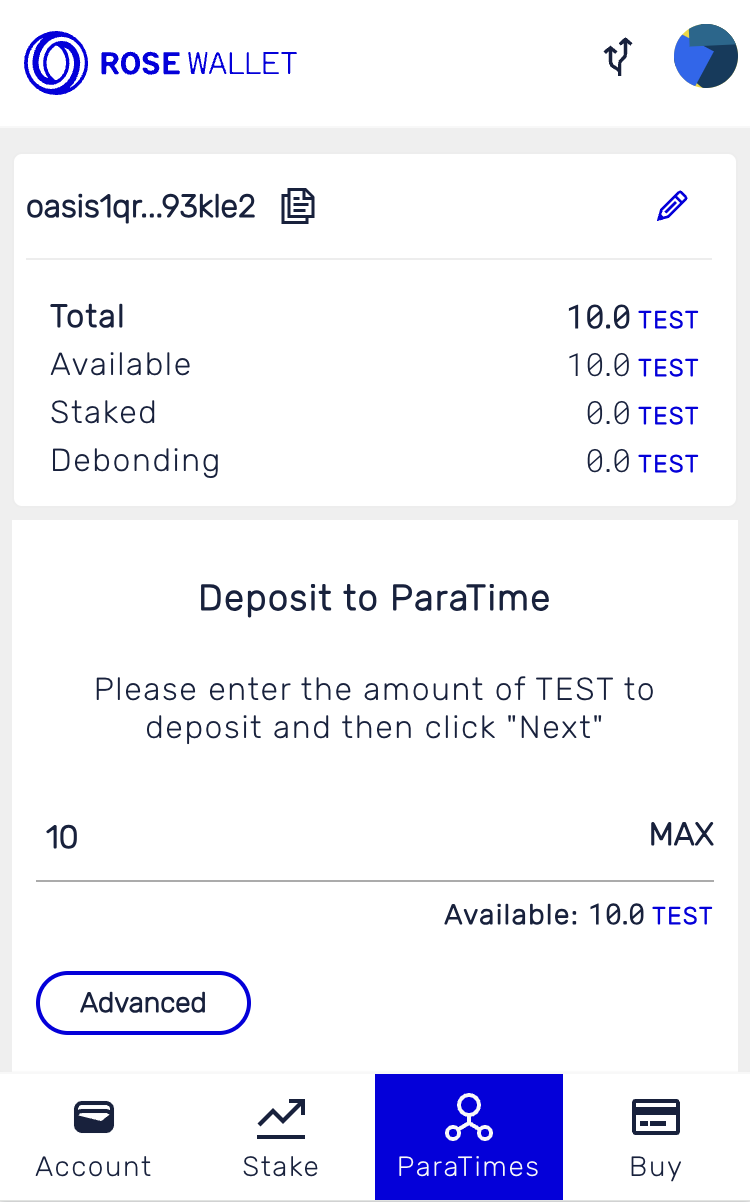 ROSE WALLET
oasis1qr...93kle2
Total 10.0 TEST
Available 10.0 TEST
Staked 0.0 TEST
Debonding 0.0 TEST
Deposit to ParaTime
Please enter the amount of TEST to
deposit and then click "Next"
10 MAX
Available: 10.0 TEST
Advanced
Account Stake ParaTimes Buy